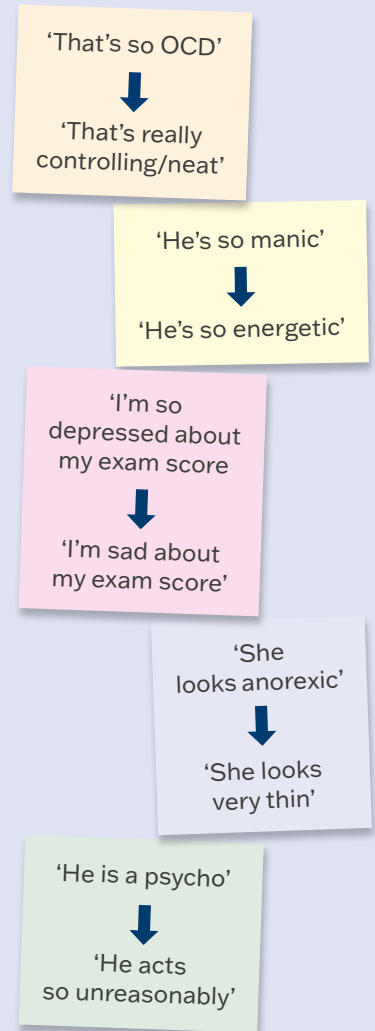 ‘That’s so OCD’
‘That’s really
controlling/neat’
‘He’s so manic’
‘He’s so energetic’
‘I’m so
depressed about
my exam score
‘I’m sad about
my exam score’
‘She
looks anorexic’
‘She looks
very thin’
‘He is a psycho’
‘He acts
so unreasonably’